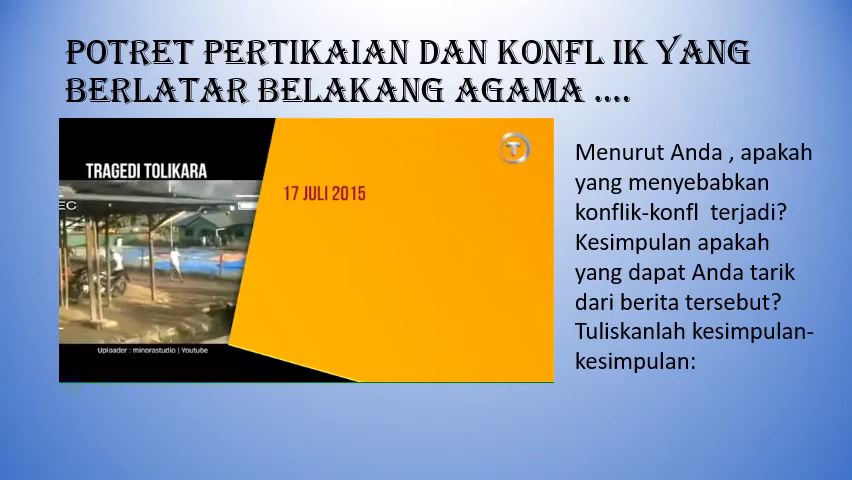 POTRET PERTIKAIAN DAN KONFL IK YANG
BERLATAR BELAKANG AGAMA ....
TRAGEDI TOLIKARA
EC
17 JULI 2015
T
Uploader : minorastudio | Youtube
Menurut Anda , apakah
yang menyebabkan
konflik-konfl  terjadi?
Kesimpulan apakah
yang dapat Anda tarik
dari berita tersebut?
Tuliskanlah kesimpulan-
kesimpulan: